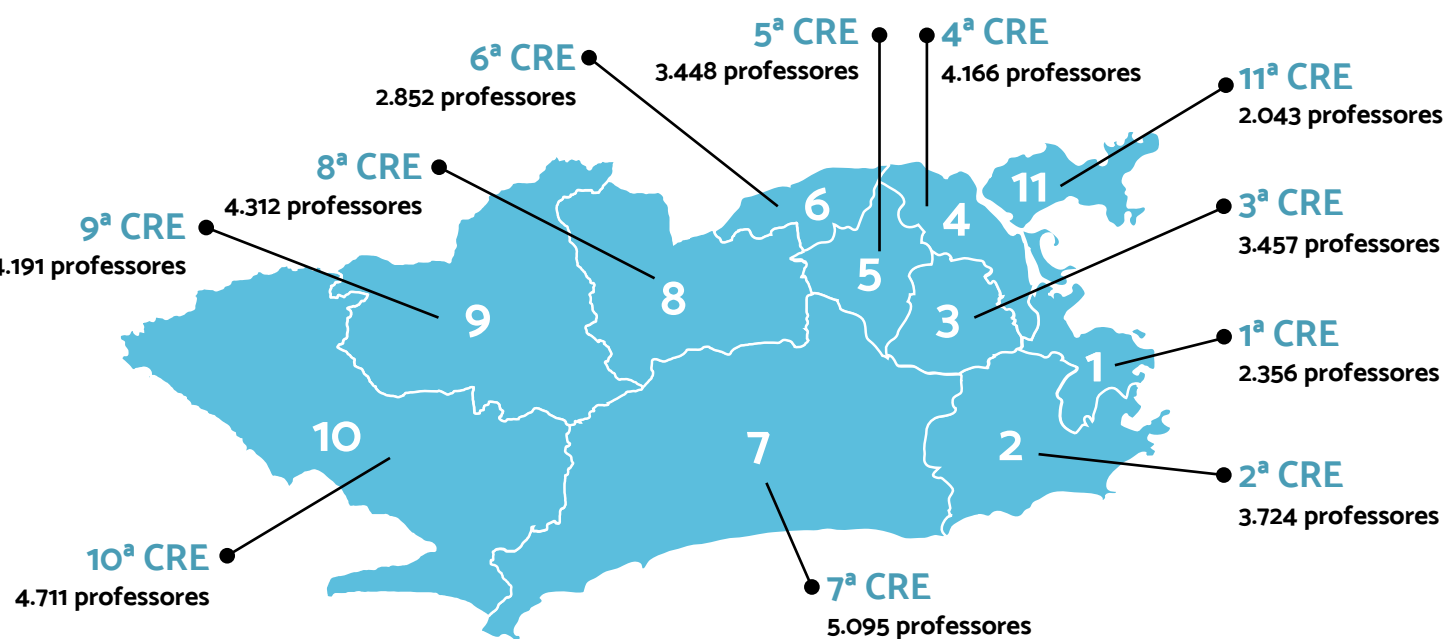 5ª CRE
3.448 professores
4ª CRE
4.166 professores
6ª CRE
2.852 professores
11ª CRE
2.043 professores
8ª CRE
4.312 professores
3ª CRE
3.457 professores
9ª CRE
4.191 professores
1ª CRE
2.356 professores
2ª CRE
3.724 professores
10ª CRE
4.711 professores
7ª CRE
5.095 professores
11
6
4
5
8
9
3
1
10
7
2